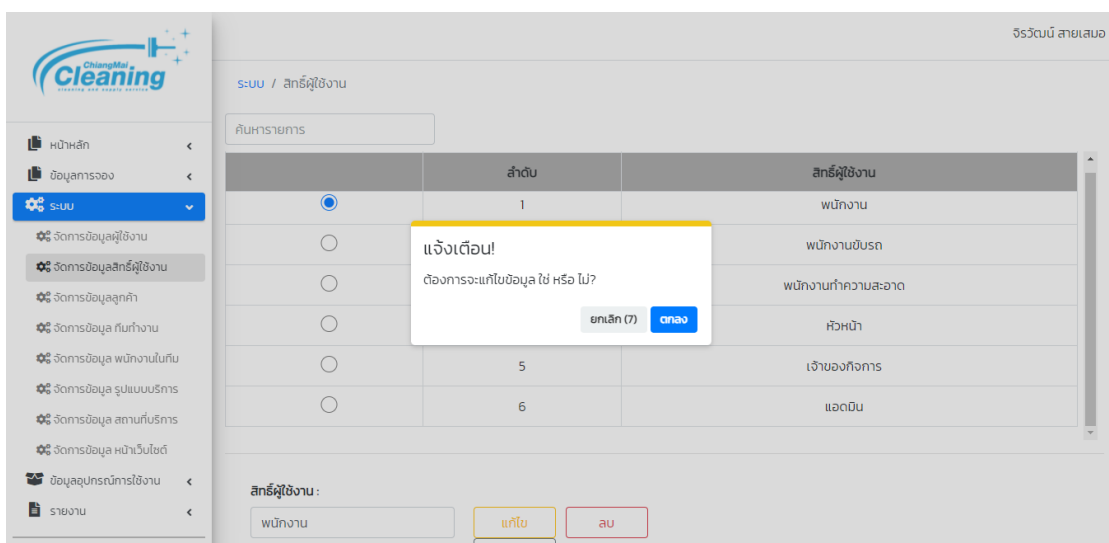 จิรวัฒน์ สายเสมอ
ChiangMai
Cleaning
cleaning and supply service
ระบบ / สิทธิ์ผู้ใช้งาน
ค้นหารายการ
หน้าหลัก
ข้อมูลการจอง
ระบบ
จัดการข้อมูลผู้ใช้งาน
จัดการข้อมูลสิทธิ์ผู้ใช้งาน
จัดการข้อมูลลูกค้า
จัดการข้อมูล ทีมทำงาน
จัดการข้อมูล พนักงานในทีม
จัดการข้อมูล รูปแบบบริการ
จัดการข้อมูล สถานที่บริการ
จัดการข้อมูล หน้าเว็บไซต์
ข้อมูลอุปกรณ์การใช้งาน
รายงาน
ลำดับ สิทธิ์ผู้ใช้งาน
1 พนักงาน
พนักงานขับรถ
พนักงานทำความสะอาด
หัวหน้า
5 เจ้าของกิจการ
6 แอดมิน
แจ้งเตือน!
ต้องการจะแก้ไขข้อมูล ใช่ หรือ ไม่?
ยกเลิก (7) ตกลง
สิทธิ์ผู้ใช้งาน :
พนักงาน แก้ไข ลบ